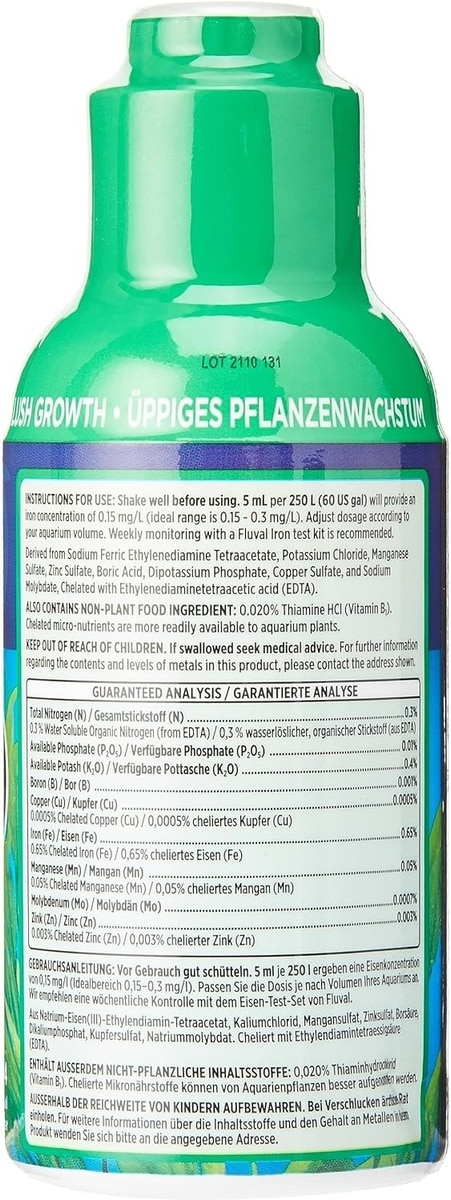 LOT 2110 131
LUSH GROWTH • ÜPPIGES PFLANZENWACHSTUM
INSTRUCTIONS FOR USE: Shake well before using. 5 mL per 250 L (60 US gal) will provide an
iron concentration of 0.15 mg/L (ideal range is 0.15 - 0.3 mg/L). Adjust dosage according to
your aquarium volume. Weekly monitoring with a Fluval Iron test kit is recommended.
Derived from Sodium Ferric Ethylenediamine Tetraacetate, Potassium Chloride, Manganese
Sulfate, Zinc Sulfate, Boric Acid, Dipotassium Phosphate, Copper Sulfate, and Sodium
Molybdate, Chelated with Ethylenediaminetetraacetic acid (EDTA).
ALSO CONTAINS NON-PLANT FOOD INGREDIENT: 0.020% Thiamine HCl (Vitamin B₁).
Chelated micro-nutrients are more readily available to aquarium plants.
KEEP OUT OF REACH OF CHILDREN. If swallowed seek medical advice. For further information
regarding the contents and levels of metals in this product, please contact the address shown.
GUARANTEED ANALYSIS / GARANTIERTE ANALYSE
Total Nitrogen (N) / Gesamtstickstoff (N) 0.3%
0.3 % Water Soluble Organic Nitrogen (from EDTA) / 0,3 % wasserlöslicher, organischer Stickstoff (aus EDTA)
Available Phosphate (P₂O₅) / Verfügbare Phosphate (P₂O₅) 0.01%
Available Potash (K₂O) / Verfügbare Pottasche (K₂O) 0.4%
Boron (B) / Bor (B) 0.001%
Copper (Cu) / Kupfer (Cu) 0.0005%
0.0005% Chelated Copper (Cu) / 0,0005% cheliertes Kupfer (Cu)
Iron (Fe) / Eisen (Fe) 0.65%
0.65% Chelated Iron (Fe) / 0,65% cheliertes Eisen (Fe)
Manganese (Mn) / Mangan (Mn) 0.05%
0.05% Chelated Manganese (Mn) / 0,05% cheliertes Mangan (Mn)
Molybdenum (Mo) / Molybdän (Mo) 0.0007%
Zink (Zn) / Zinc (Zn) 0.003%
0.003% Chelated Zinc (Zn) / 0,003% chelierter Zink (Zn)
GEBRAUCHSANLEITUNG: Vor Gebrauch gut schütteln. 5 ml je 250 l ergeben eine Eisenkonzentration
von 0,15 mg/l (Idealbereich 0,15–0,3 mg/l). Passen Sie die Dosis je nach Volumen Ihres Aquariums an.
Wir empfehlen eine wöchentliche Kontrolle mit dem Eisen-Test-Set von Fluval.
Aus Natrium-Eisen(III)-Ethylendiamin-Tetraacetat, Kaliumchlorid, Mangansulfat, Zinksulfat, Borsäure,
Dikaliumphosphat, Kupfersulfat, Natriummolybdat. Cheliert mit Ethylendiamintetraessigsäure
(EDTA).
ENTHÄLT AUSSERDEM NICHT-PFLANZLICHE INHALTSSTOFFE: 0,020% Thiaminhydrochlorid
(Vitamin B₁). Chelierte Mikronährstoffe können von Aquarienpflanzen besser aufgenommen werden.
AUSSERHALB DER REICHWEITE VON KINDERN AUFBEWAHREN. Bei Verschlucken ärztlichen Rat
einholen. Für weitere Informationen über die Inhaltsstoffe und den Gehalt an Metallen in
Produkt wenden Sie sich bitte an die angegebene Adresse.